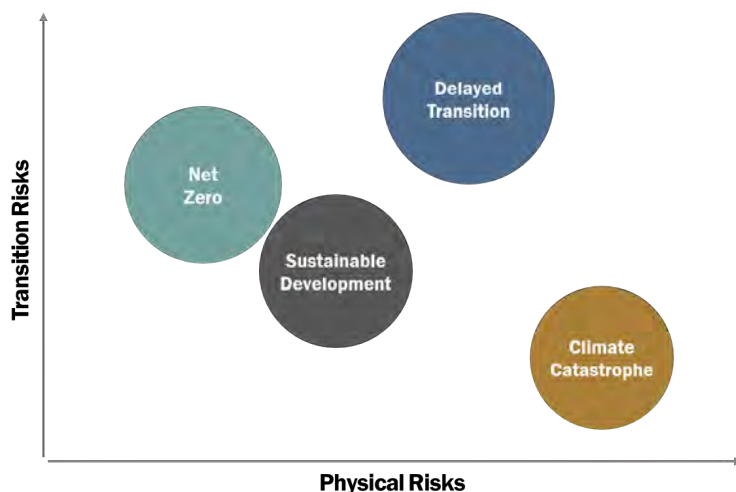 Delayed
Transition
Net
Zero
Sustainable
Development
Climate
Catastrophe
Transition Risks
Physical Risks